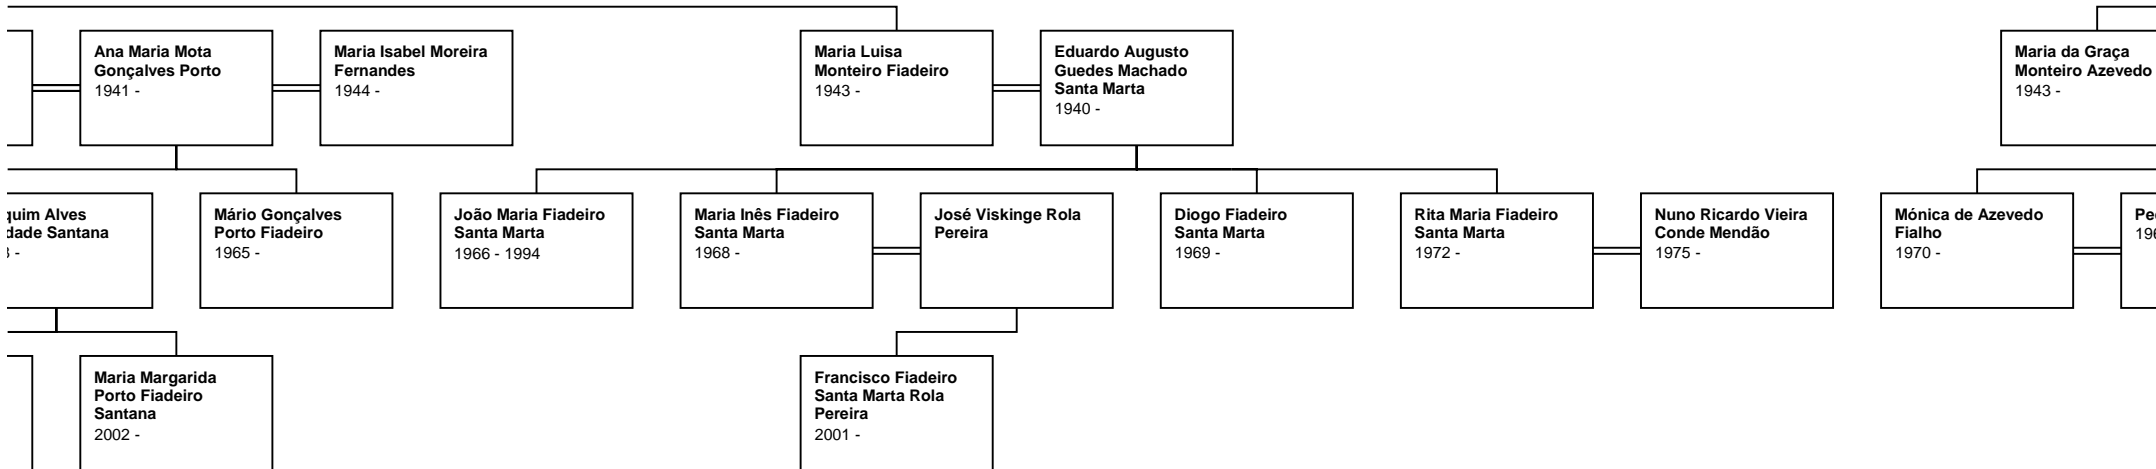 Ana Maria Mota
Gonçalves Porto
1941 -
Maria Isabel Moreira
Fernandes
1944 -
Maria Luisa
Monteiro Fiadeiro
1943 -
Eduardo Augusto
Guedes Machado
Santa Marta
1940 -
Maria da Graça
Monteiro Azevedo
1943 -
Alves
Santana
-
Mário Gonçalves
Porto Fiadeiro
1965 -
João Maria Fiadeiro
Santa Marta
1966 - 1994
Maria Inês Fiadeiro
Santa Marta
1968 -
José Viskinge Rola
Pereira
Diogo Fiadeiro
Santa Marta
1969 -
Rita Maria Fiadeiro
Santa Marta
1972 -
Nuno Ricardo Vieira
Conde Mendão
1975 -
Mónica de Azevedo
Fialho
1970 -
Maria Margarida
Porto Fiadeiro
Santana
2002 -
Francisco Fiadeiro
Santa Marta Rola
Pereira
2001 -